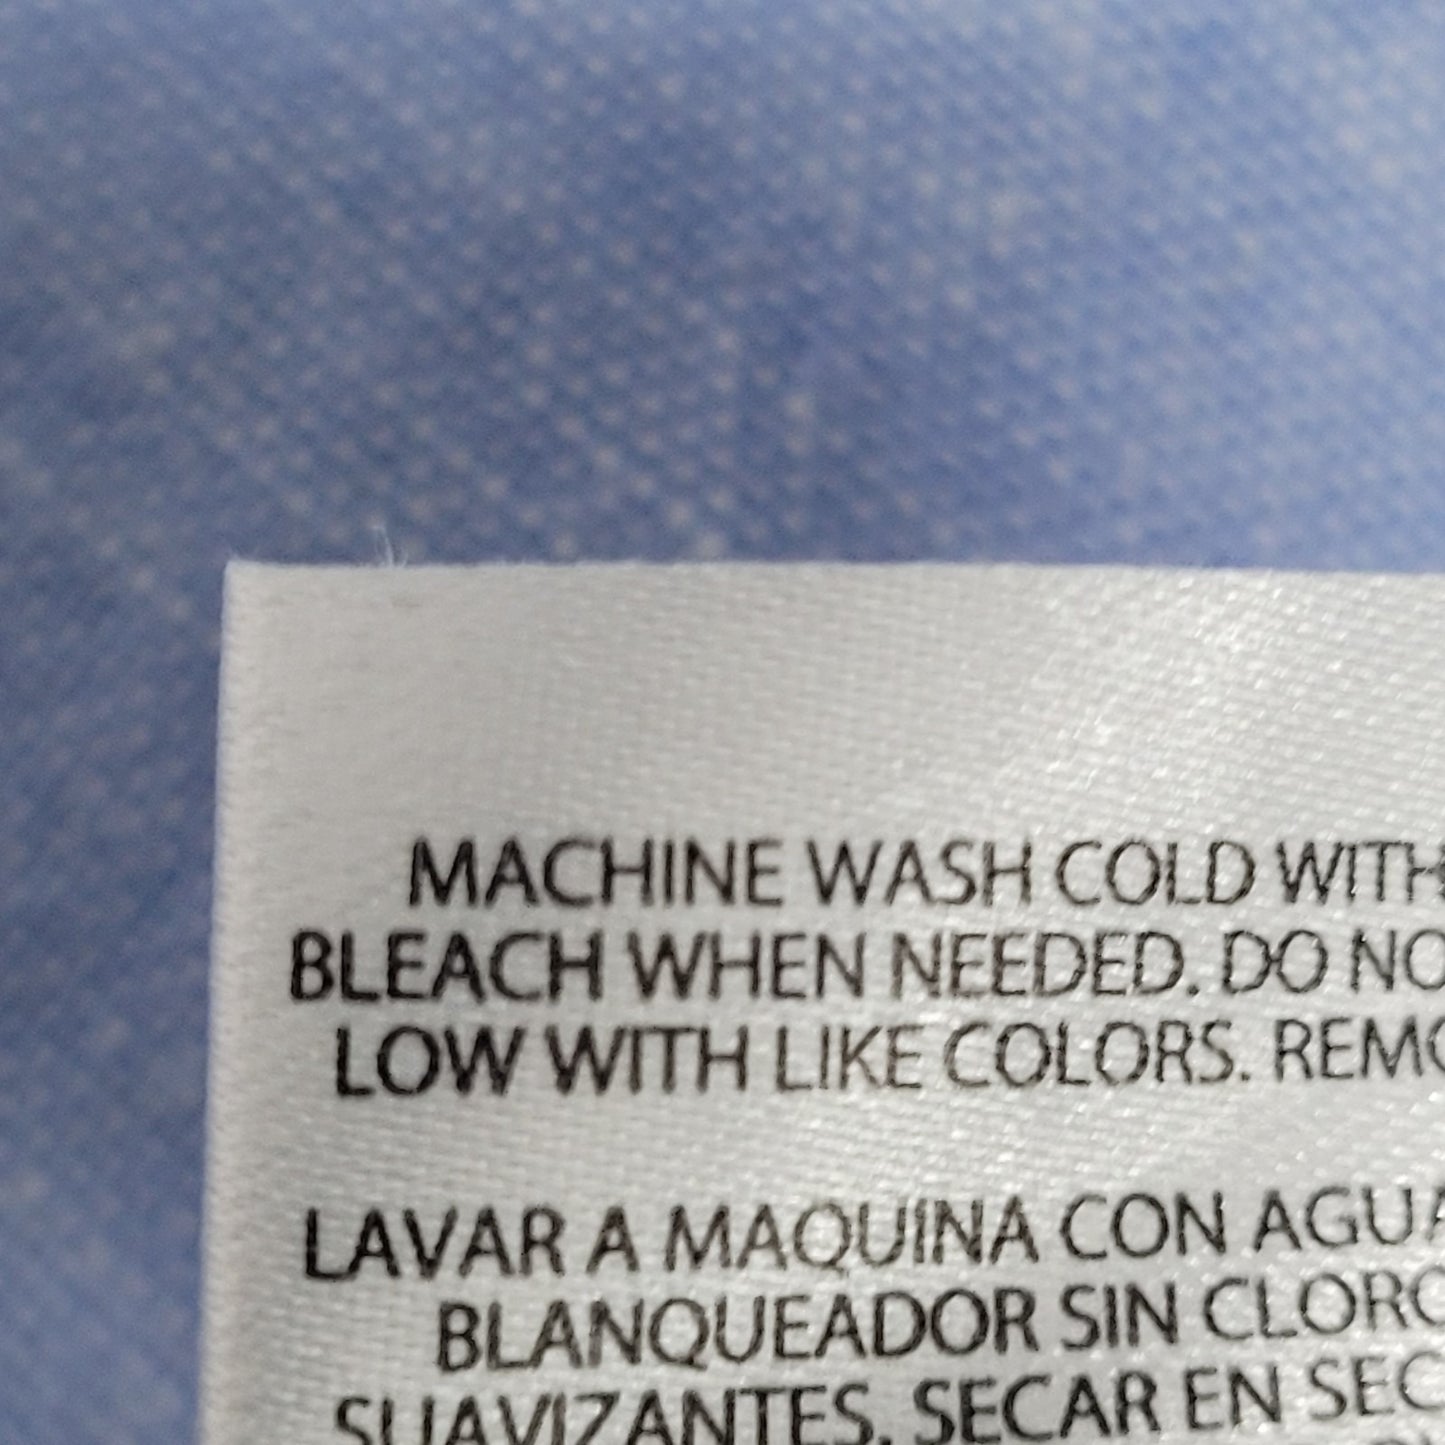 MACHINE WASH COLD WITH
BLEACH WHEN NEEDED. DO NO
LOW WITH LIKE COLORS. REMO
LAVAR A MAQUINA CON AGUA
BLANQUEADOR SIN CLORO
SUAVIZANTES. SECAR EN SEC